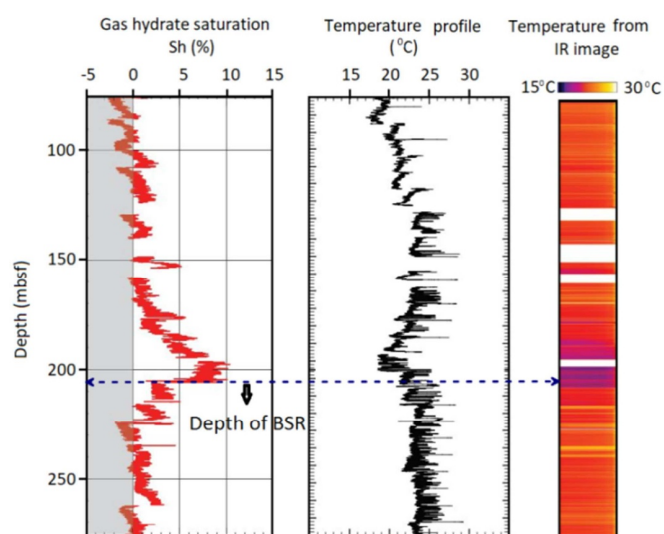 Gas hydrate saturation
Sh (%)
Temperature profile
(°C)
Temperature from
IR image
-5 0 5 10 15
15 20 25 30
15°C 30°C
100
150
200
250
Depth (mbsf)
Depth of BSR